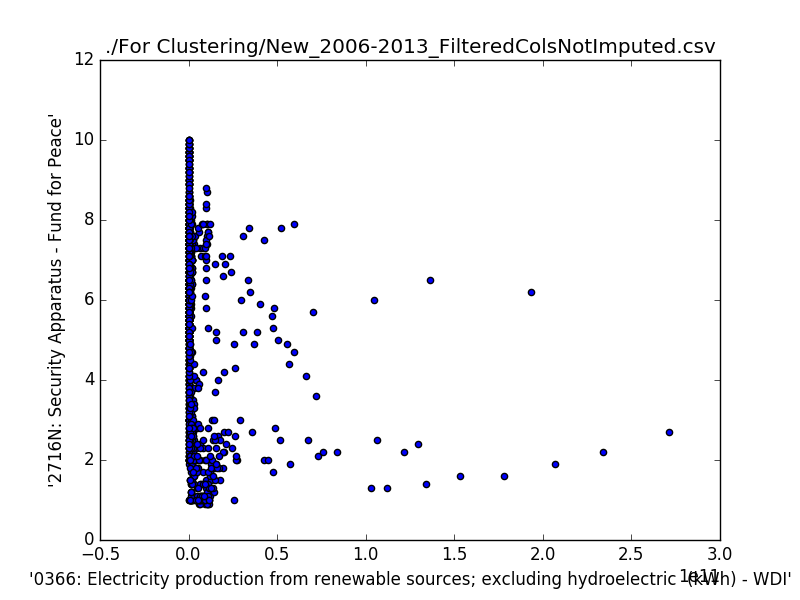 ./For Clustering/New_2006-2013_FilteredColsNotImputed.csv
'2716N: Security Apparatus - Fund for Peace'
12
10
8
6
4
2
0
−0.5 0.0 0.5 1.0 1.5 2.0 2.5 3.0
1e11
'0366: Electricity production from renewable sources; excluding hydroelectric (kWh) - WDI'